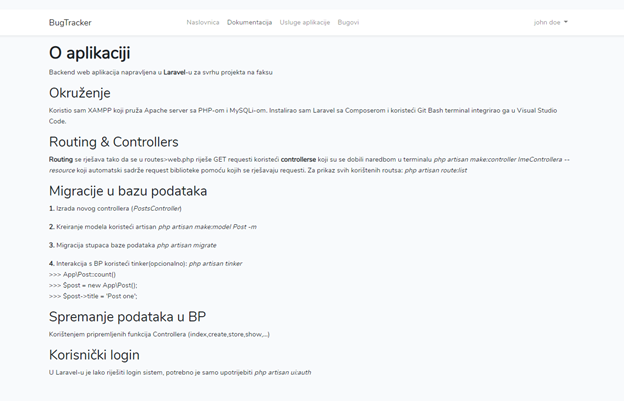 BugTracker Naslovnica Dokumentacija Usluge aplikacije Bugovi john doe
O aplikaciji
Backend web aplikacija napravljena u Laravel-u za svrhu projekta na faksu
Okruženje
Koristio sam XAMPP koji pruža Apache server sa PHP-om i MySQLi-om. Instalirao sam Laravel sa Composerom i koristeći Git Bash terminal integrirao ga u Visual Studio
Code.
Routing & Controllers
Routing se rješava tako da se u routes>web.php riješe GET requesti koristeći controllerse koji su se dobili naredbom u terminalu php artisan make:controller ImeControllera --
resource koji automatski sadrže request biblioteke pomoću kojih se rješavaju requesti. Za prikaz svih korištenih routsa: php artisan route:list
Migracije u bazu podataka
1. Izrada novog controllera (PostsController)
2. Kreiranje modela koristeći artisan php artisan make:model Post -m
3. Migracija stupaca baze podataka php artisan migrate
4. Interakcija s BP koristeći tinker(opcionalno): php artisan tinker
>>> App\Post::count()
>>> $post = new App\Post();
>>> $post->title = 'Post one';
Spremanje podataka u BP
Korištenjem pripremljenih funkcija Controllera (index,create,store,show,...)
Korisnički login
U Laravel-u je lako riješiti login sistem, potrebno je samo upotrijebiti php artisan ui:auth